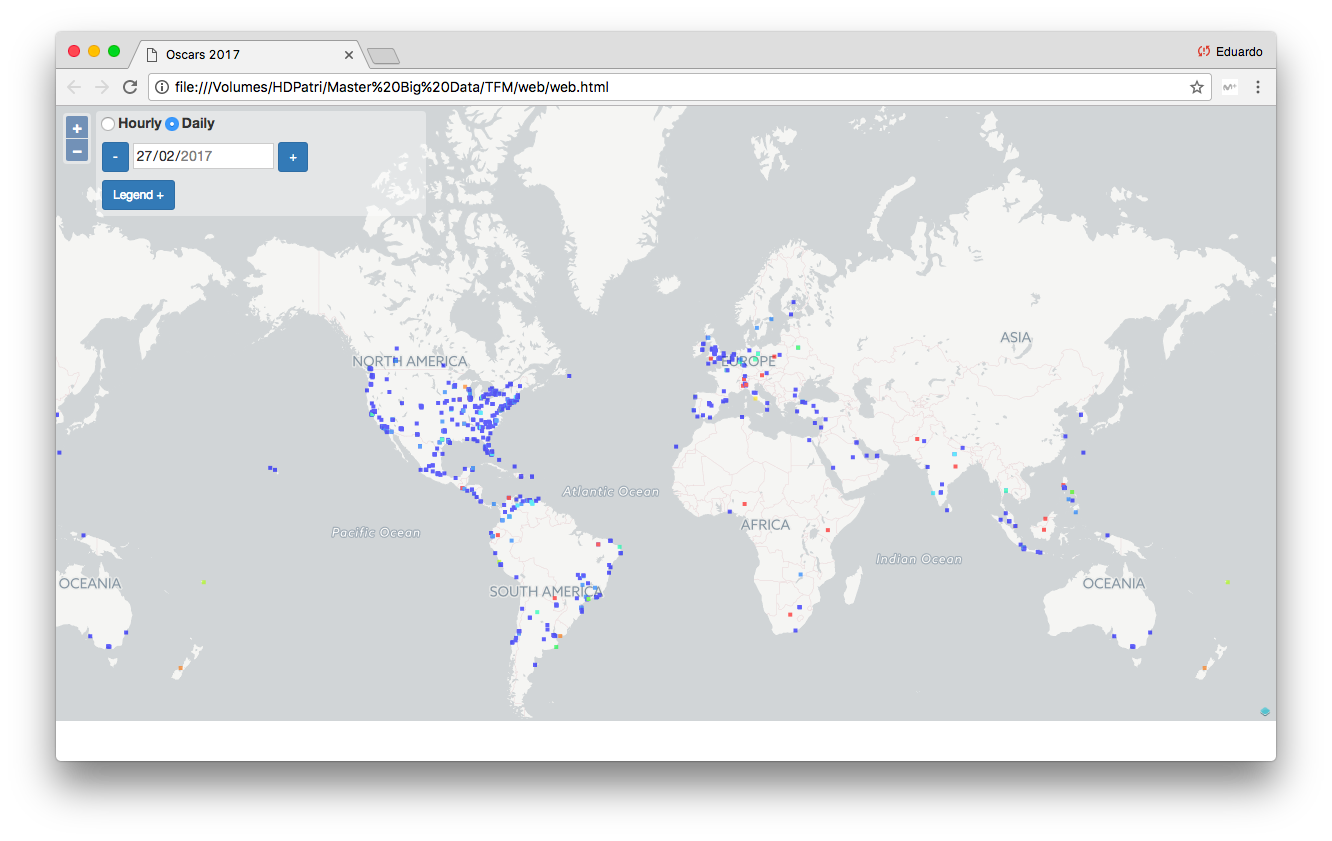 Oscars 2017
Eduardo
file:///Volumes/HDPatri/Master%20Big%20Data/TFM/web/web.html
+
Hourly Daily
−
- 27/02/2017 +
Legend +
ASIA
NORTH AMERICA
EUROPE
Atlantic Ocean
AFRICA
Pacific Ocean
Indian Ocean
OCEANIA
OCEANIA
SOUTH AMERICA